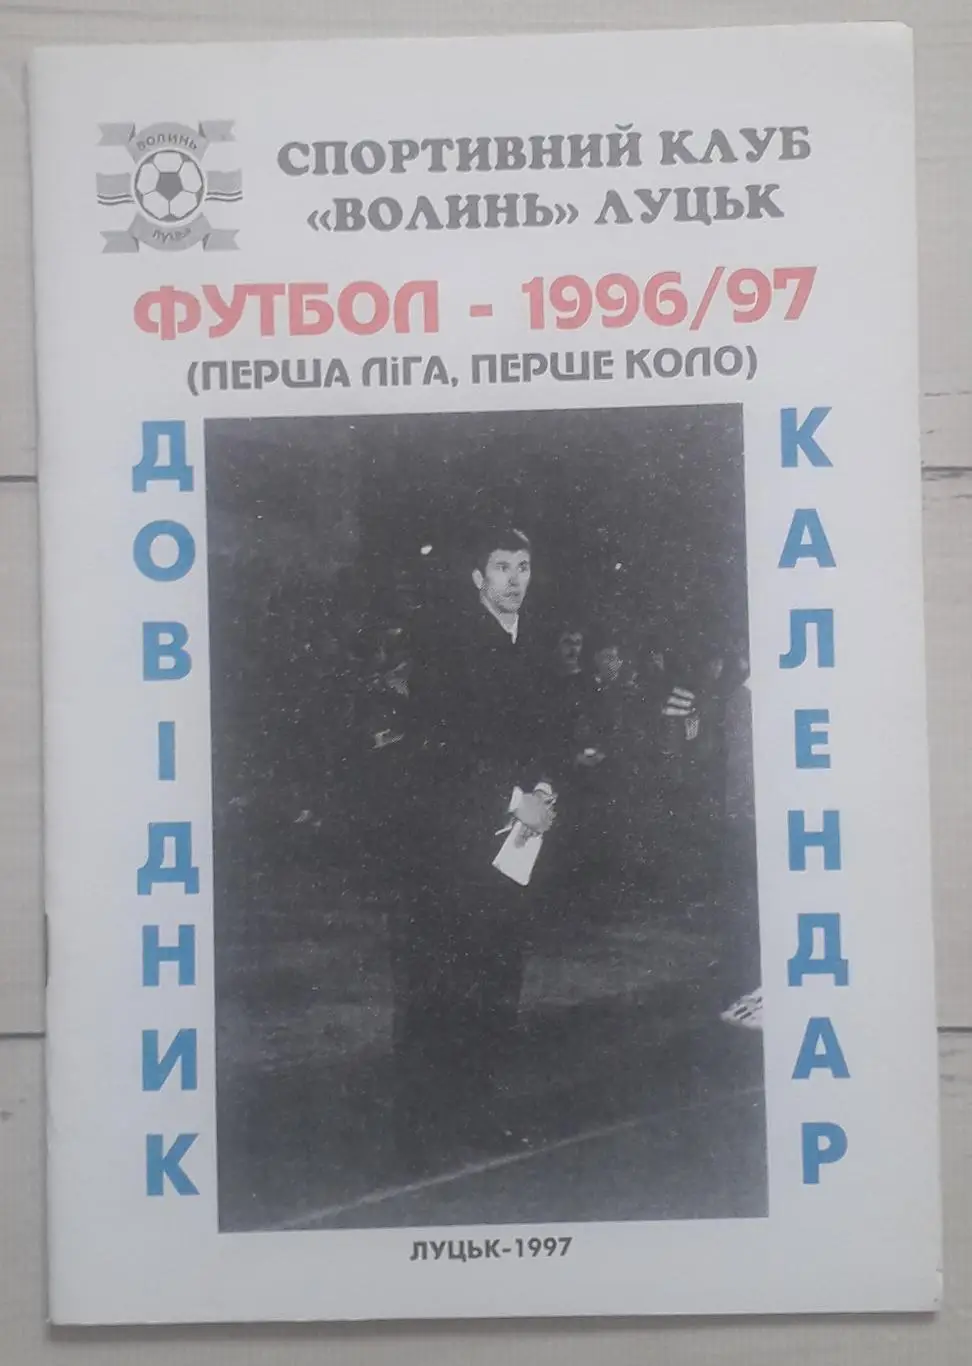 ВОЛИНЬ
ЛУЦЬК
СПОРТИВНИЙ КЛУБ
«ВОЛИНЬ» ЛУЦЬК
ФУТБОЛ - 1996/97
(ПЕРША ЛІГА, ПЕРШЕ КОЛО)
ДОВІДНИК
КАЛЕНДАР
ЛУЦЬК-1997